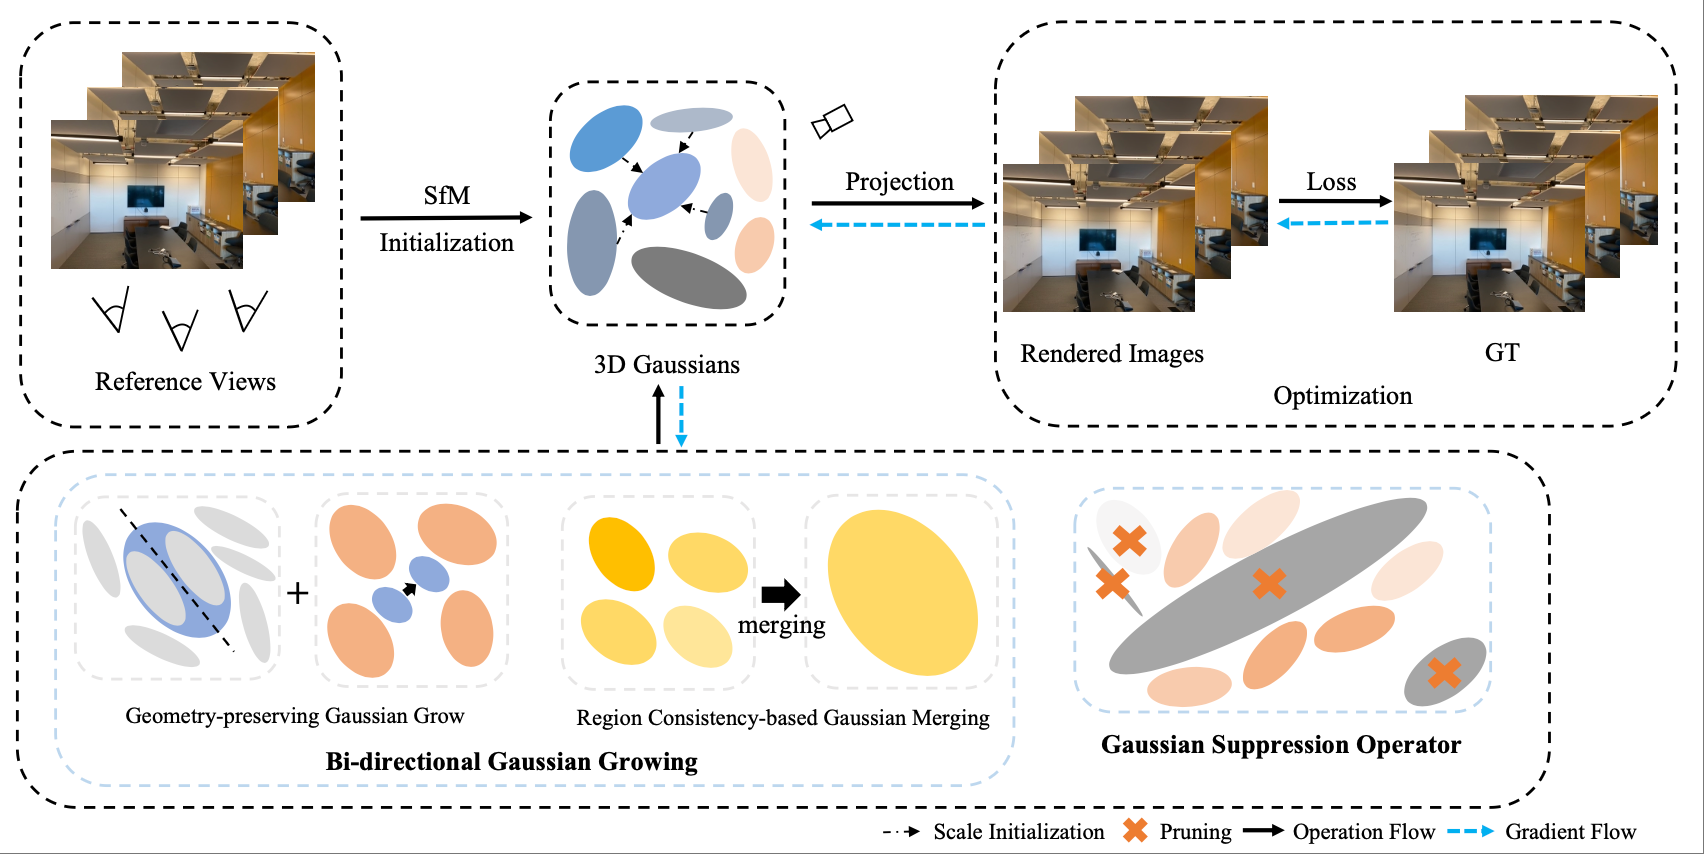 Reference Views
SfM
Initialization
3D Gaussians
Projection
Loss
Rendered Images
GT
Optimization
merging
Geometry-preserving Gaussian Grow
Region Consistency-based Gaussian Merging
Bi-directional Gaussian Growing
Gaussian Suppression Operator
Scale Initialization
Pruning
Operation Flow
Gradient Flow